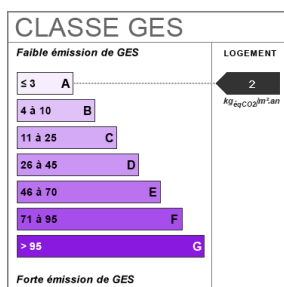 CLASSE GES
Faible émission de GES
LOGEMENT
≤ 3 A
2
kgéqCO2/m².an
4 à 10 B
11 à 25 C
26 à 45 D
46 à 70 E
71 à 95 F
> 95 G
Forte émission de GES